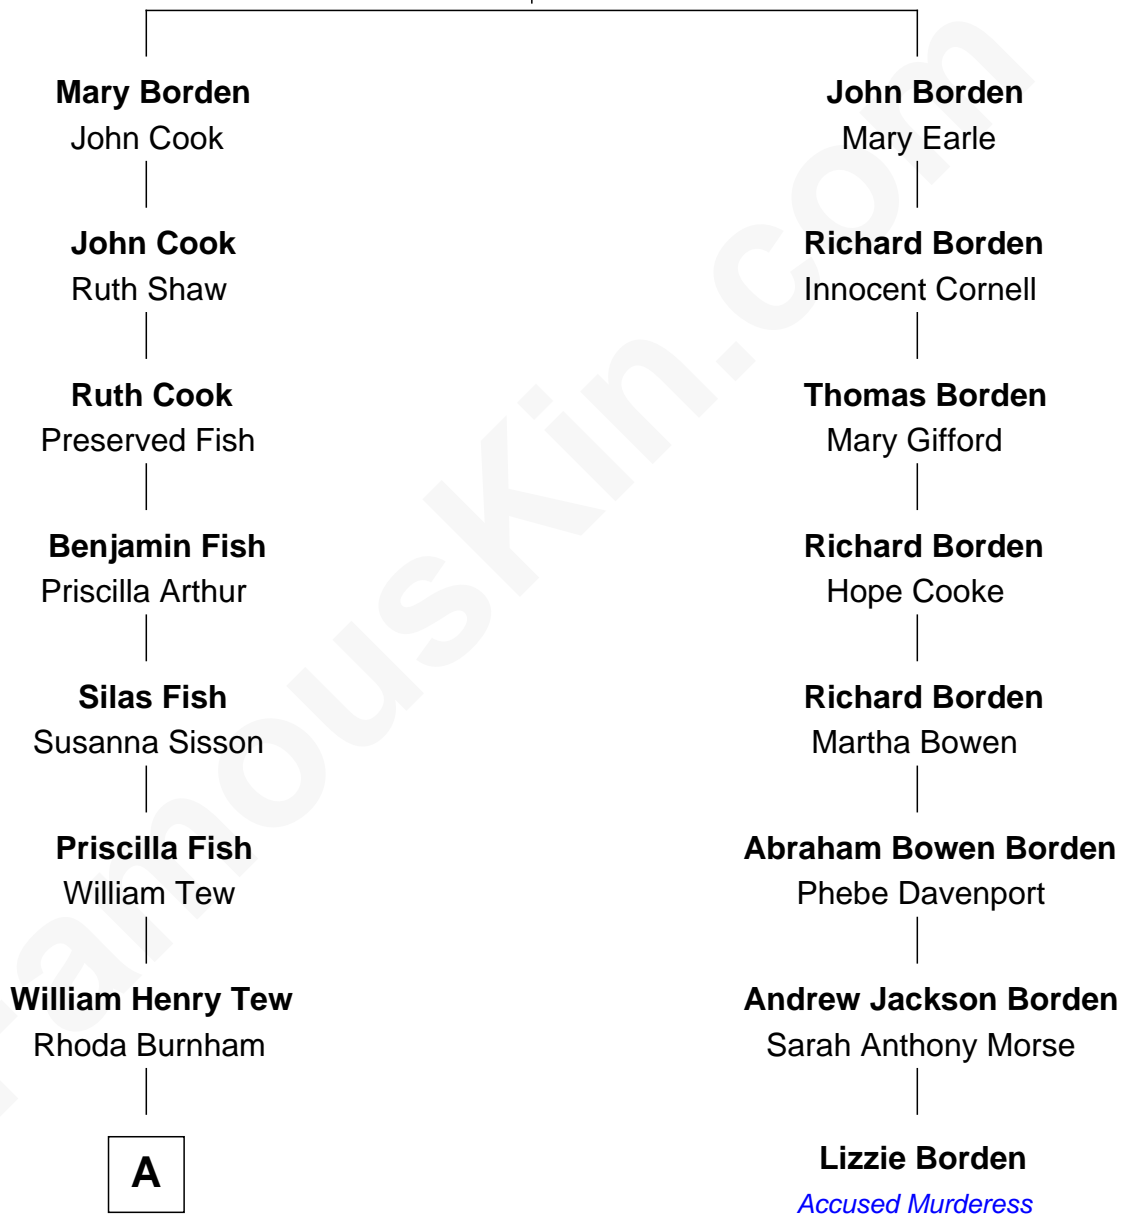 Mary Borden
John Cook
John Borden
Mary Earle
John Cook
Ruth Shaw
Richard Borden
Innocent Cornell
Ruth Cook
Preserved Fish
Thomas Borden
Mary Gifford
Benjamin Fish
Priscilla Arthur
Richard Borden
Hope Cooke
Silas Fish
Susanna Sisson
Richard Borden
Martha Bowen
Priscilla Fish
William Tew
Abraham Bowen Borden
Phebe Davenport
William Henry Tew
Rhoda Burnham
Andrew Jackson Borden
Sarah Anthony Morse
A
Lizzie Borden
Accused Murderess
FamousKin.com